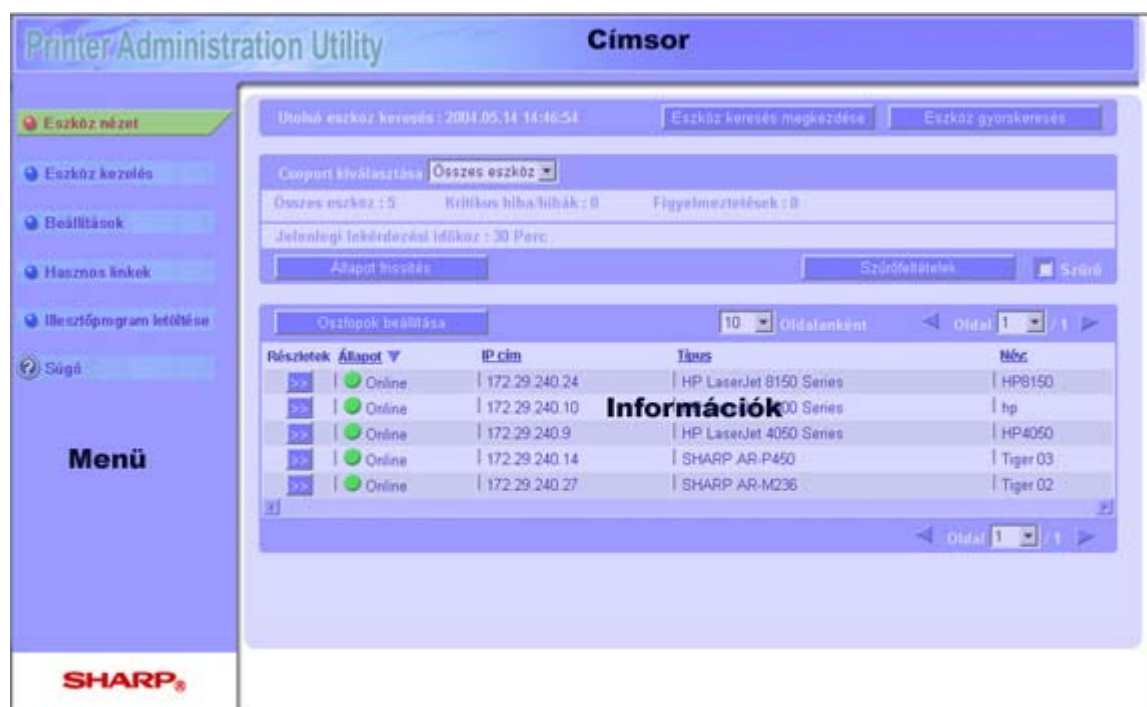 Printer Administration Utility
Címsor
Eszköz nézet
Eszköz kezelés
Beállítások
Hasznos linkek
Illesztőprogram letöltése
Súgó
Menü
SHARP®
Utolsó eszköz keresés : 2004.05.14 14:46:54 Eszköz keresés megkezdése Eszköz gyorskeresés
Csoport kiválasztása Összes eszköz
Összes eszköz : 5 Kritikus hiba/hibák : 0 Figyelmeztetések : 0
Jelenlegi lekérdezési időköz : 30 Perc
Állapot frissítés Szűrőfeltételek Szűrő
Oszlopok beállítása 10 Oldalanként Oldal 1 / 1
Részletek Állapot IP cím Típus Név:
>> Online 172.29.240.24 HP LaserJet 8150 Series HP8150
>> Online 172.29.240.10 00 Series hp
Információk
>> Online 172.29.240.9 HP LaserJet 4050 Series HP4050
>> Online 172.29.240.14 SHARP AR-P450 Tiger 03
>> Online 172.29.240.27 SHARP AR-M236 Tiger 02
Oldal 1 / 1